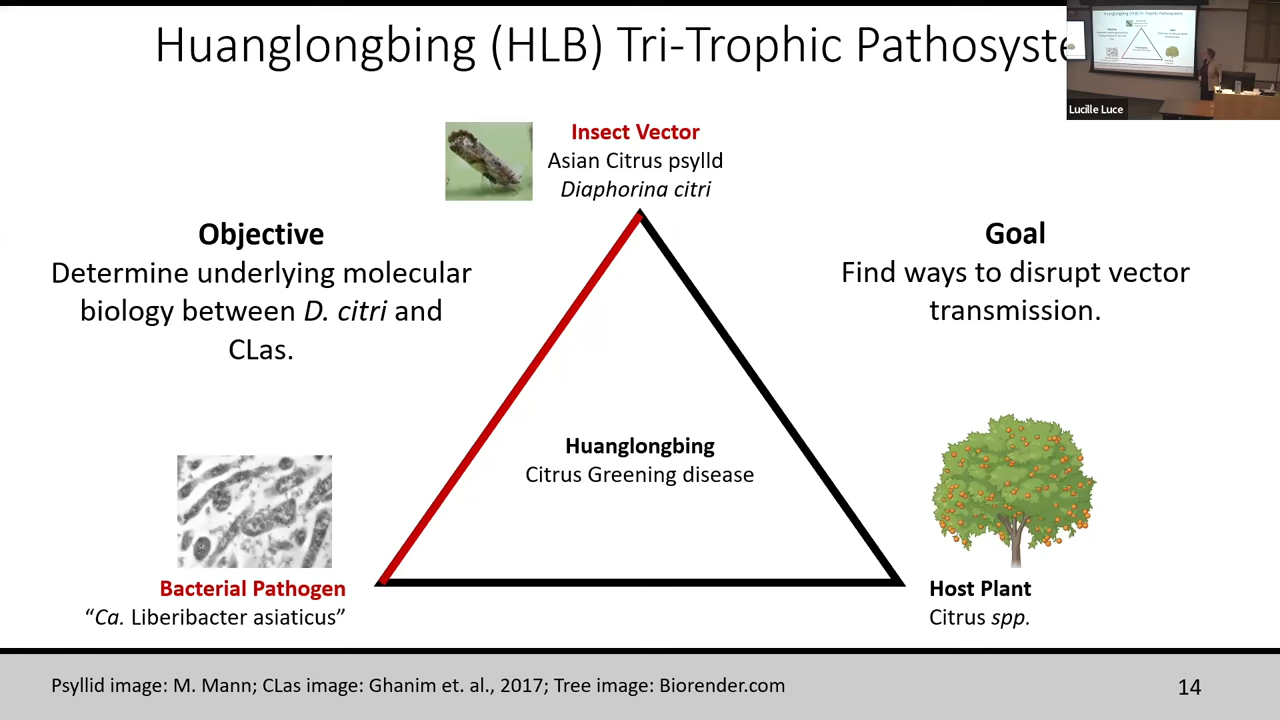 Huanglongbing (HLB) Tri-Trophic Pathosyste
Lucille Luce
Insect Vector
Asian Citrus psylld
Diaphorina citri
Objective
Determine underlying molecular
biology between D. citri and
CLas.
Goal
Find ways to disrupt vector
transmission.
Huanglongbing
Citrus Greening disease
Bacterial Pathogen
“Ca. Liberibacter asiaticus”
Host Plant
Citrus spp.
Psyllid image: M. Mann; CLas image: Ghanim et. al., 2017; Tree image: Biorender.com
14